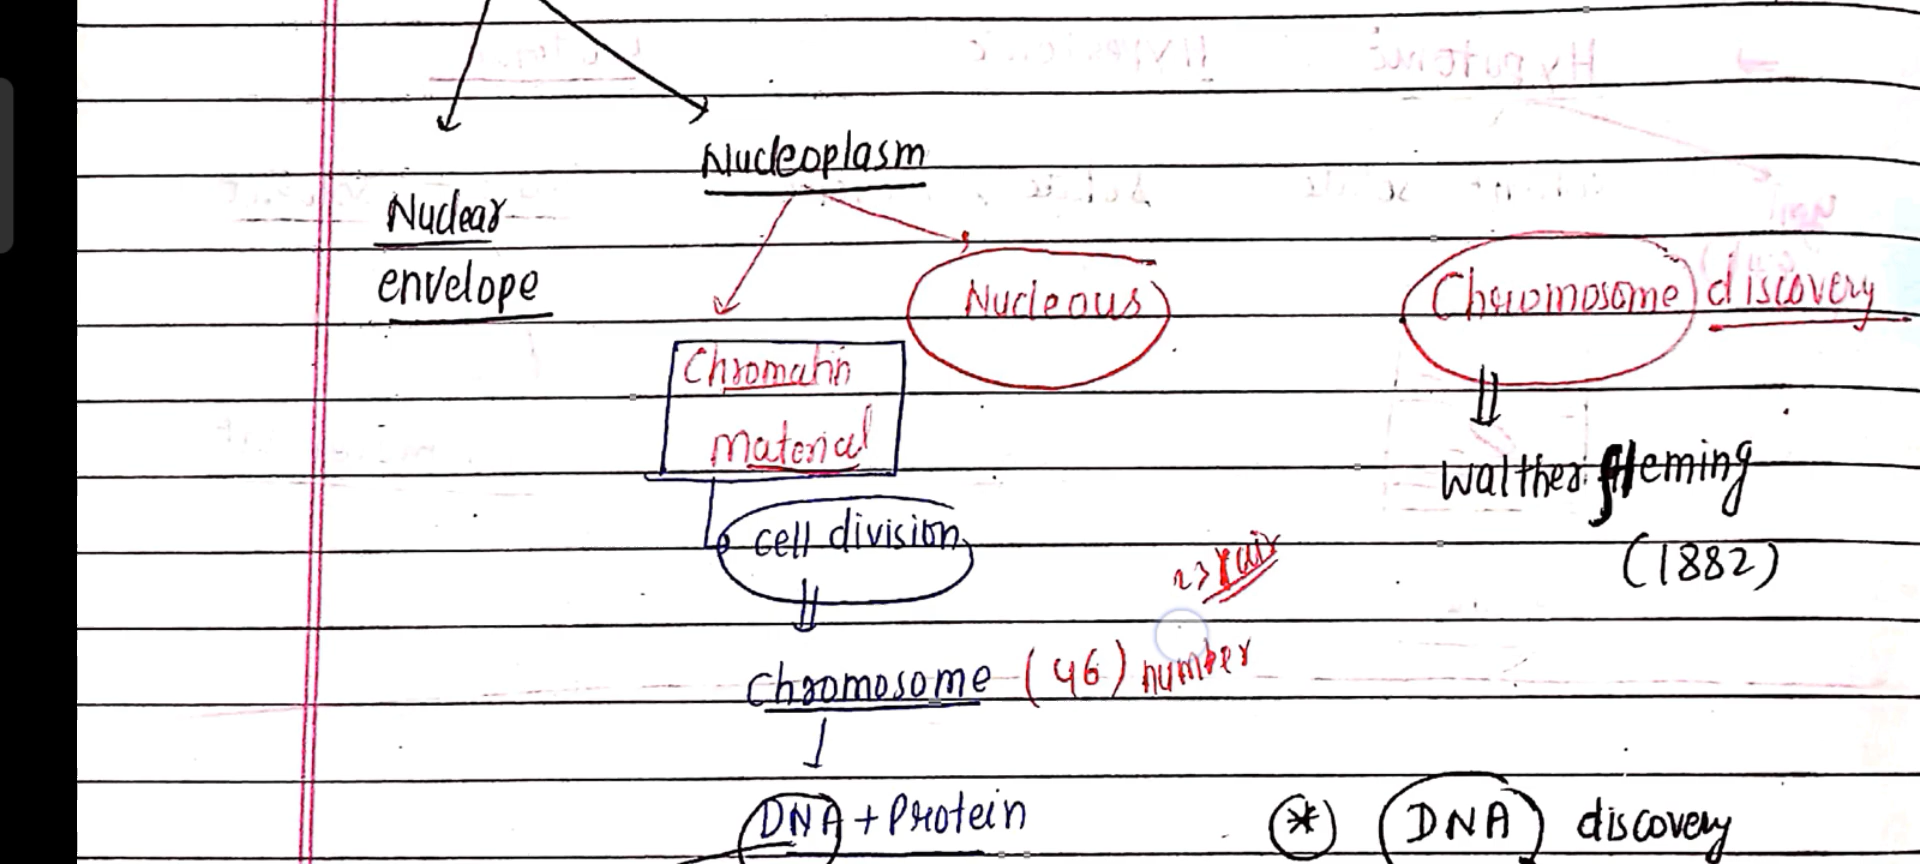 Nucleoplasm
Nuclear
envelope
Nucleous
Chromosome discovery
Chromatin
Material
Walther fleming
(1882)
cell division
23 Pair
Chromosome (46) number
DNA + Protein
* DNA discovery